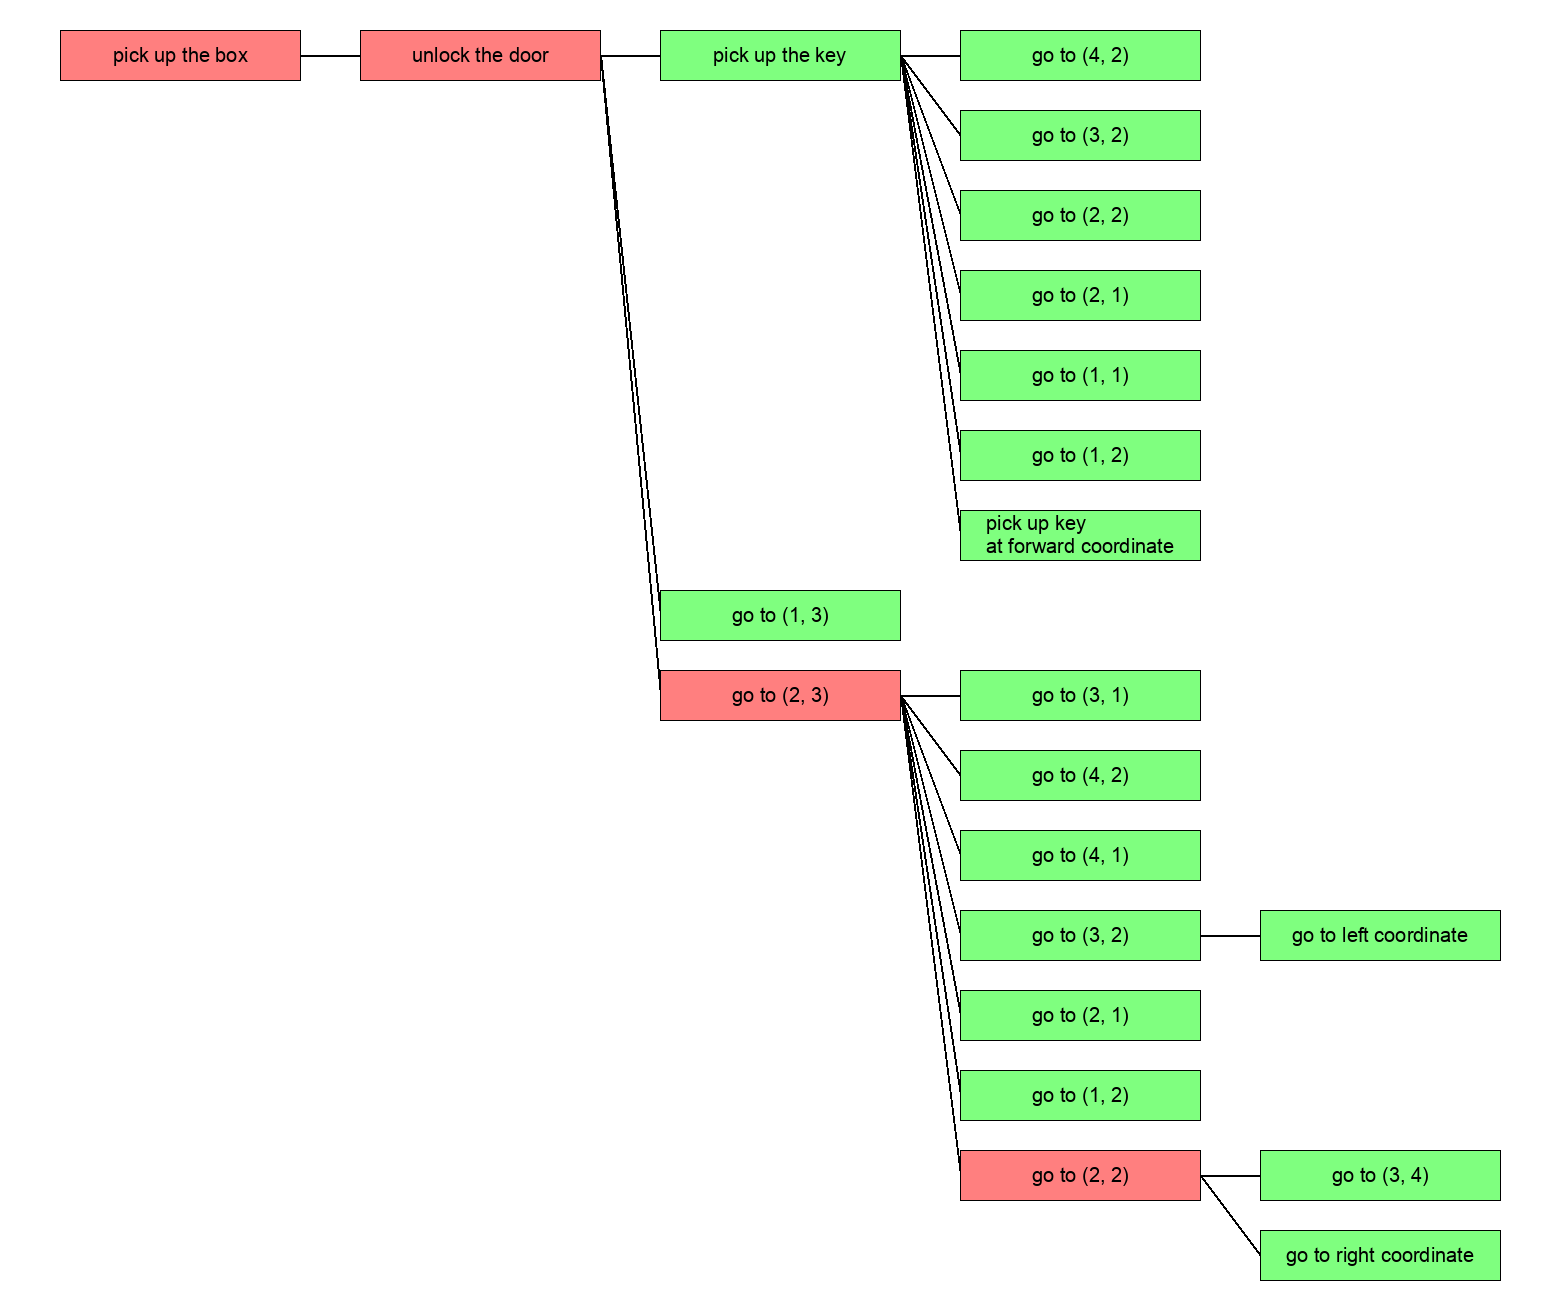 pick up the box
unlock the door
pick up the key
go to (4, 2)
go to (3, 2)
go to (2, 2)
go to (2, 1)
go to (1, 1)
go to (1, 2)
pick up key
at forward coordinate
go to (1, 3)
go to (2, 3)
go to (3, 1)
go to (4, 2)
go to (4, 1)
go to (3, 2)
go to left coordinate
go to (2, 1)
go to (1, 2)
go to (2, 2)
go to (3, 4)
go to right coordinate